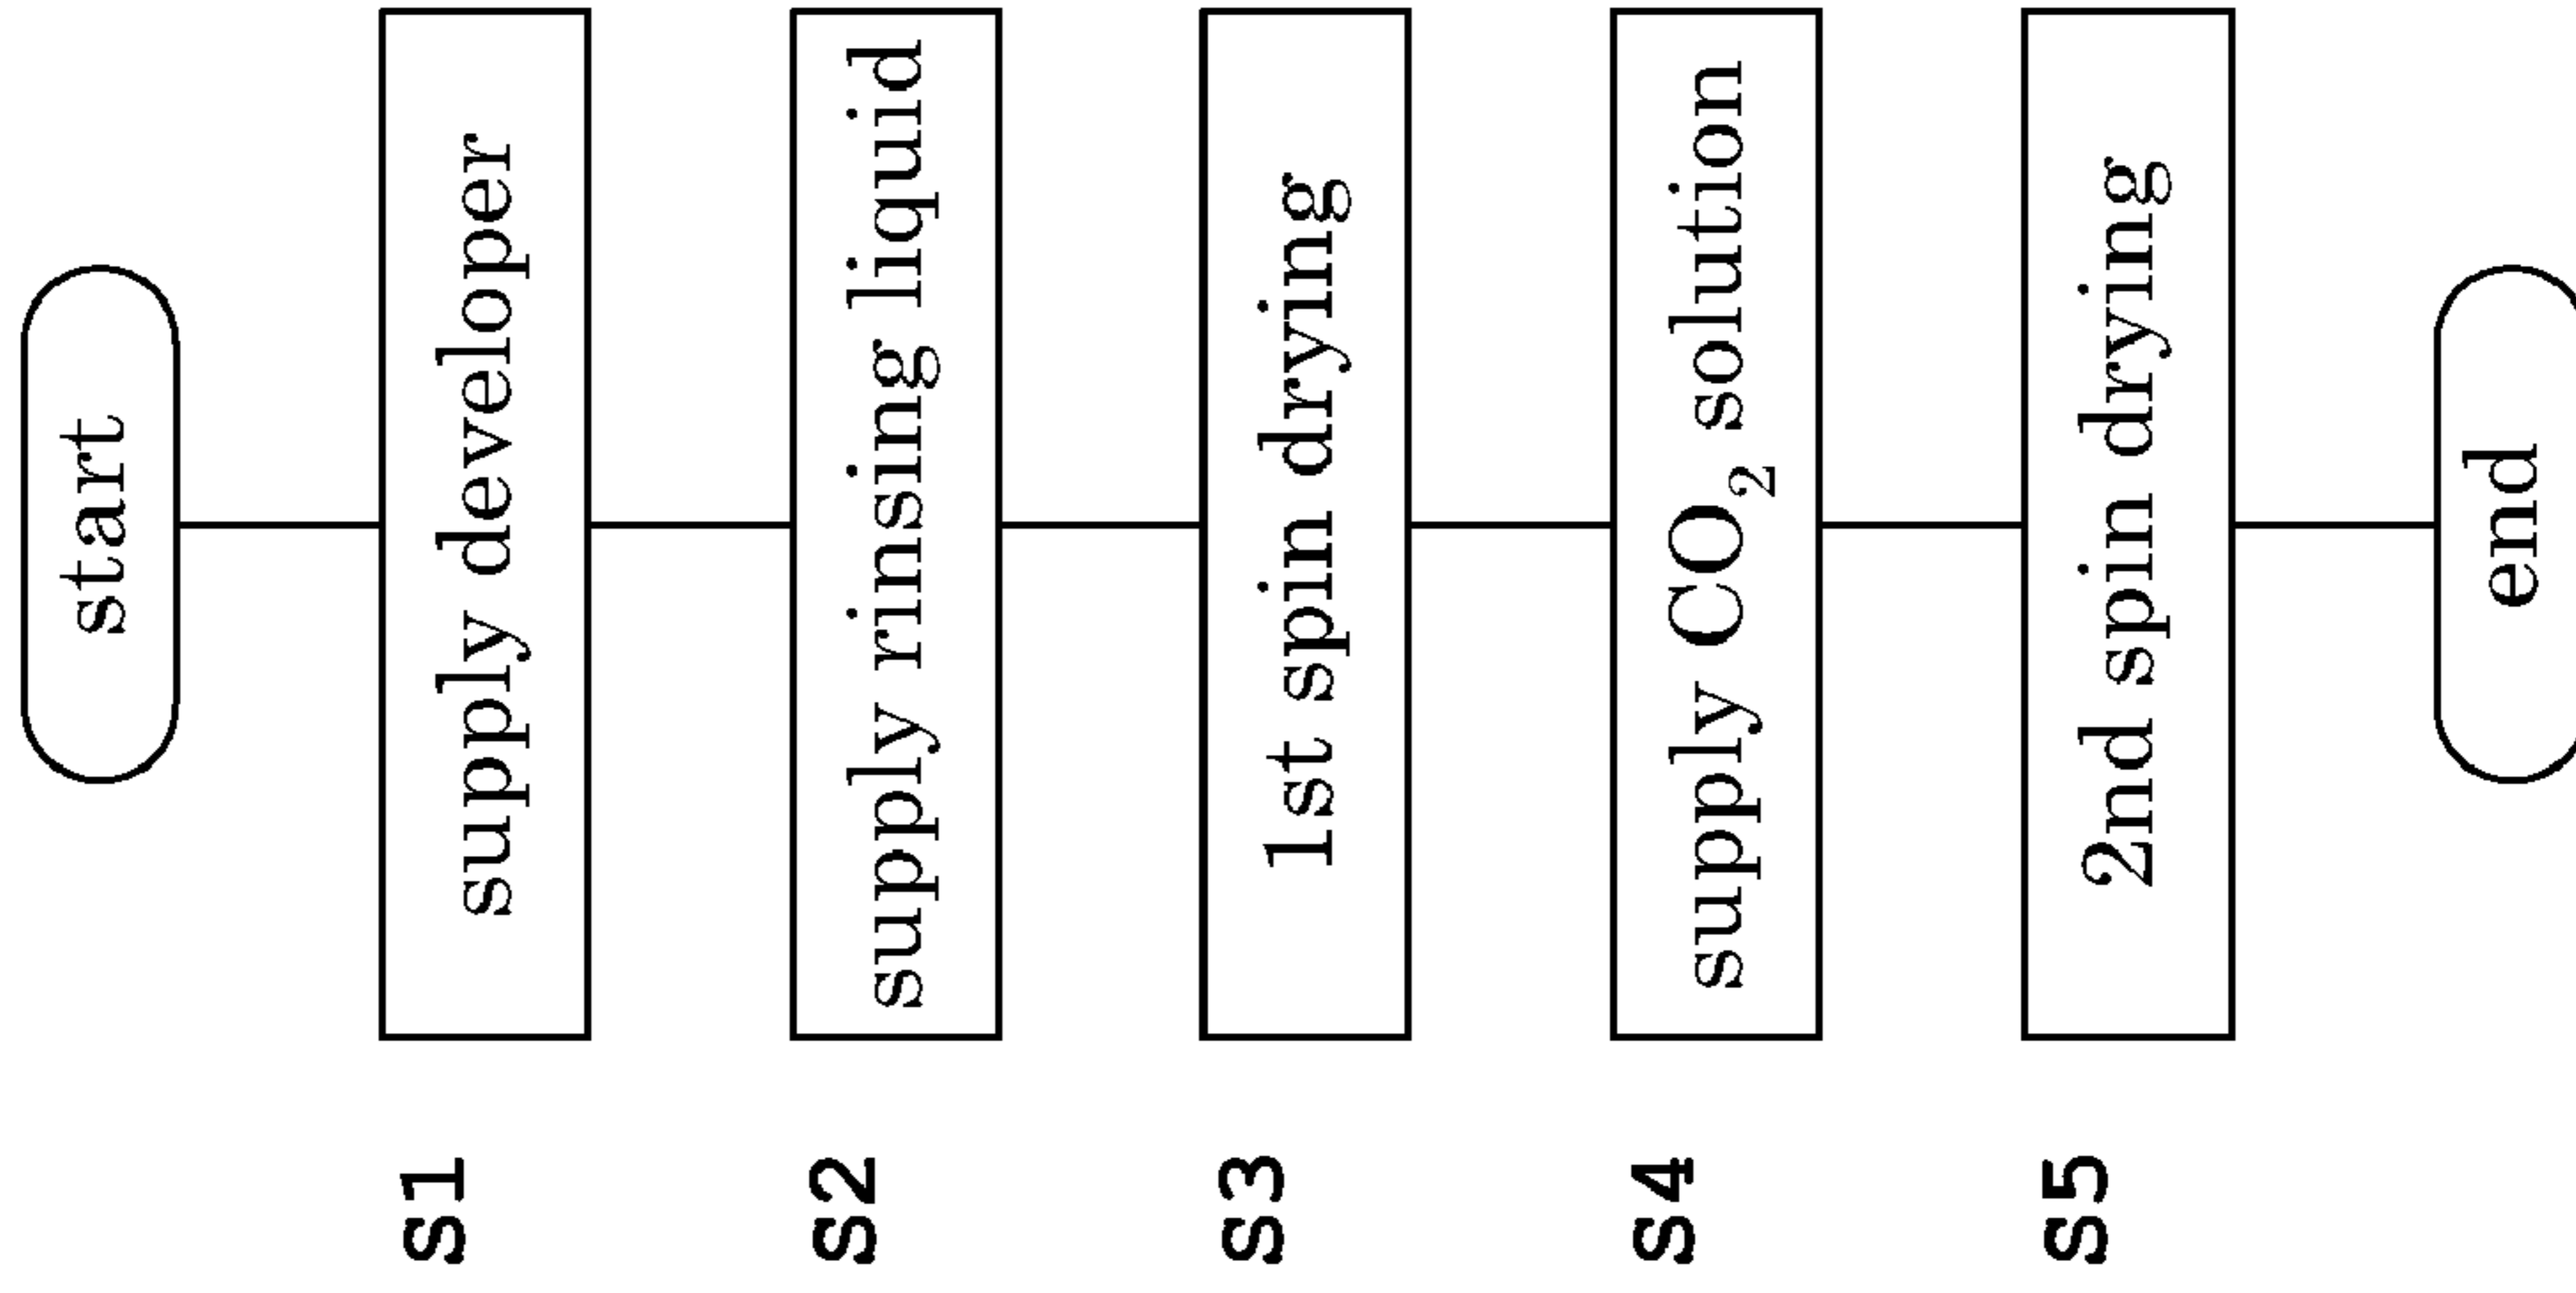 start
S1
supply developer
S2
supply rinsing liquid
S3
1st spin drying
S4
supply CO₂ solution
S5
2nd spin drying
end